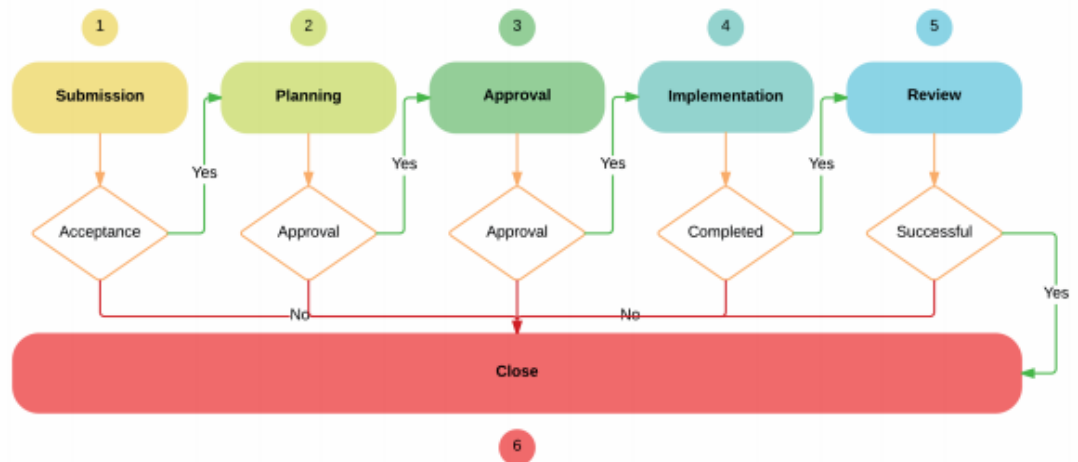 1
2
3
4
5
Submission
Planning
Approval
Implementation
Review
Yes
Yes
Yes
Yes
Acceptance
Approval
Approval
Completed
Successful
Yes
No
No
Close
6